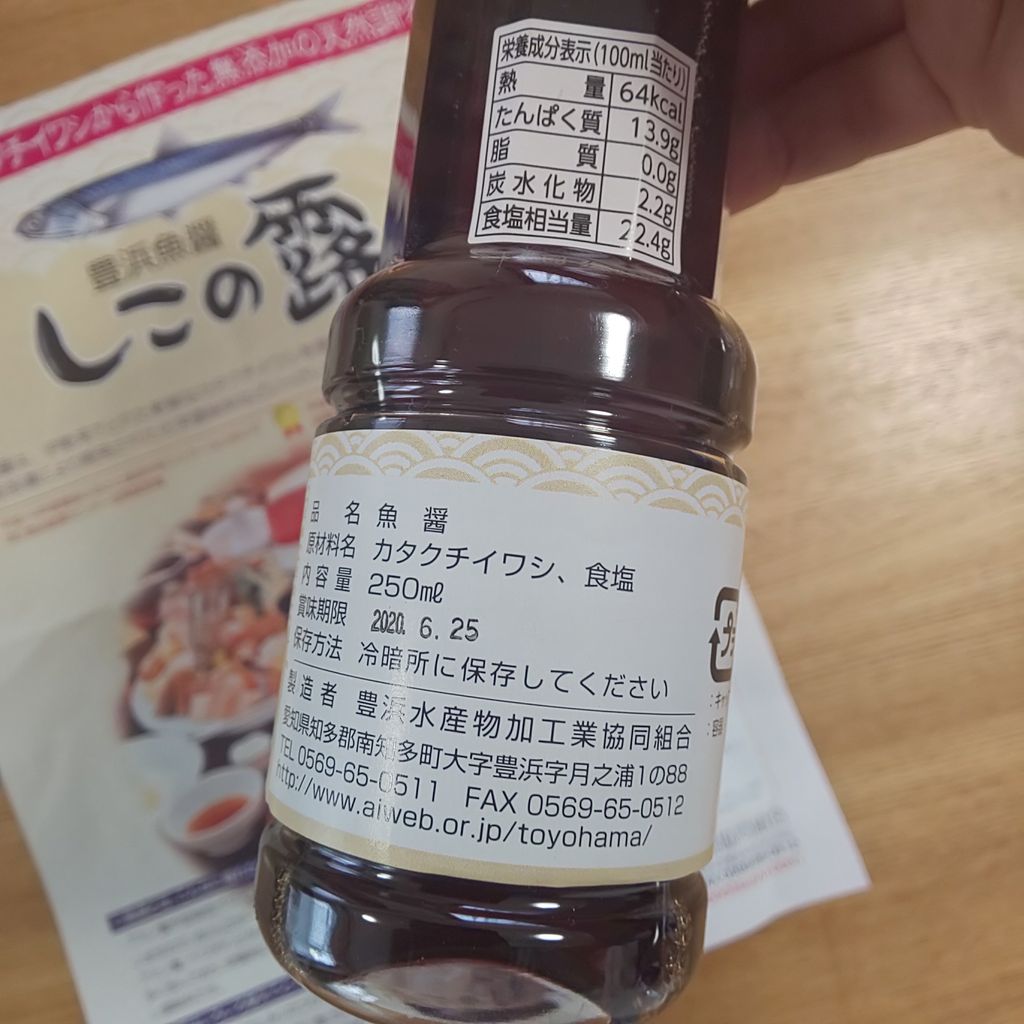 チイワシから作った無添加の天然調
豊浜魚醤
しこの露
栄養成分表示(100ml当たり)
熱量 64kcal
たんぱく質 13.9g
脂質 0.0g
炭水化物 2.2g
食塩相当量 22.4g
品名 魚醤
原材料名 カタクチイワシ、食塩
内容量 250mℓ
賞味期限 2020. 6. 25
保存方法 冷暗所に保存してください
製造者 豊浜水産物加工業協同組合
愛知県知多郡南知多町大字豊浜字月之浦1の88
TEL 0569-65-0511 FAX 0569-65-0512
http://www.aiweb.or.jp/toyohama/
プラ
:キャ
:容器